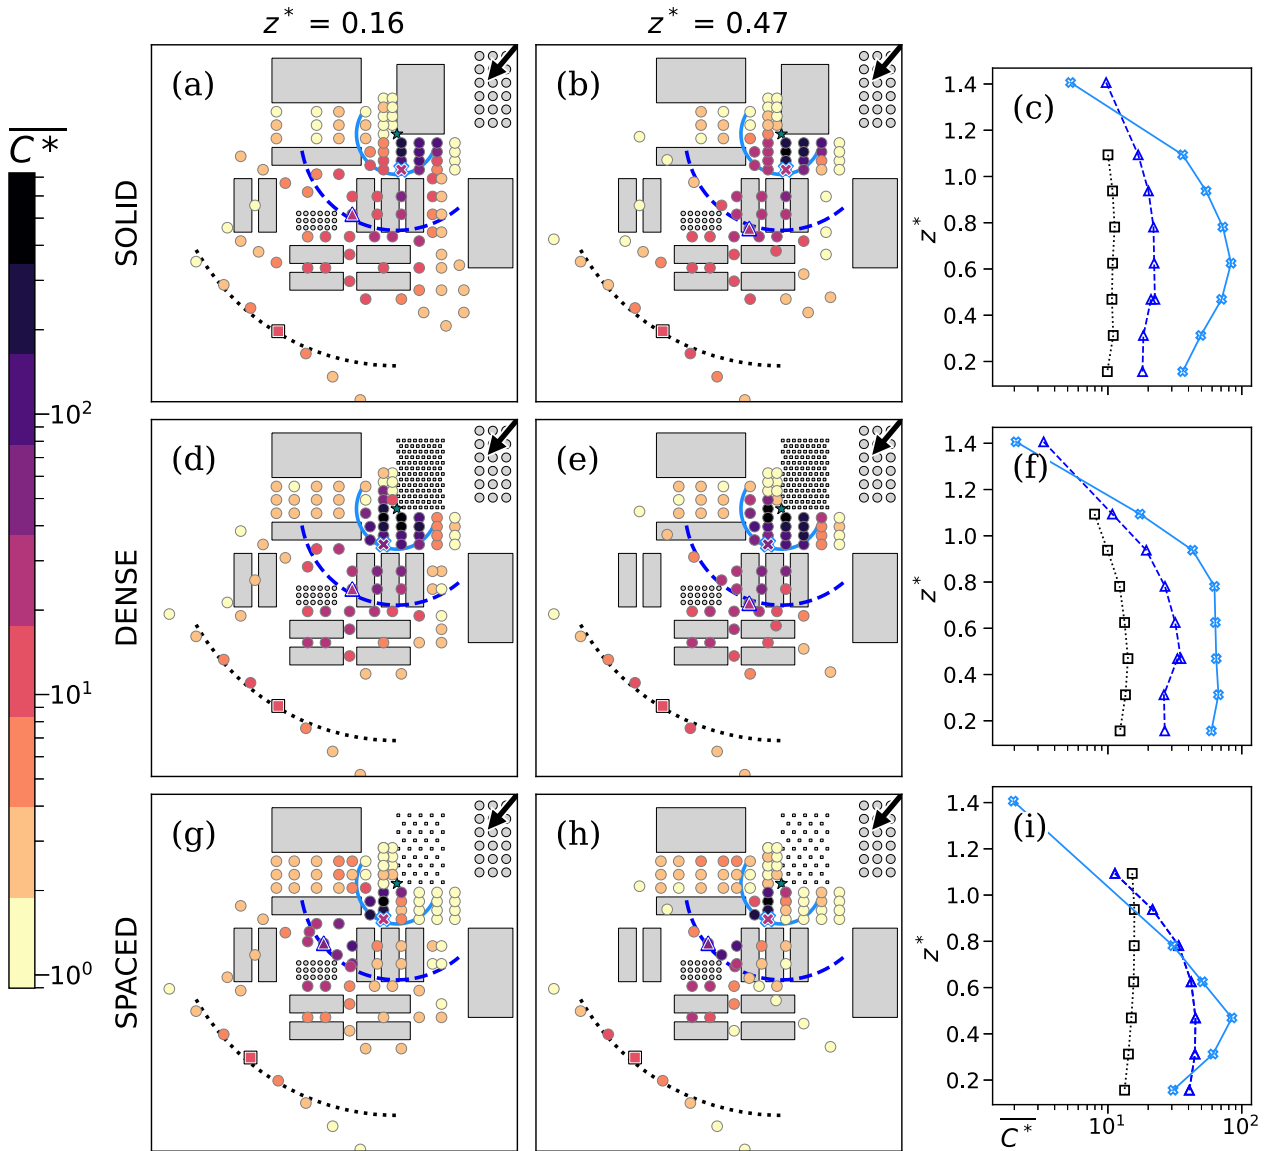 z* = 0.16
z* = 0.47
C*
10²
10¹
10⁰
SOLID
(a)
(b)
(c)
z*
1.4
1.2
1.0
0.8
0.6
0.4
0.2
DENSE
(d)
(e)
(f)
z*
1.4
1.2
1.0
0.8
0.6
0.4
0.2
SPACED
(g)
(h)
(i)
z*
1.4
1.2
1.0
0.8
0.6
0.4
0.2
C*
10¹
10²